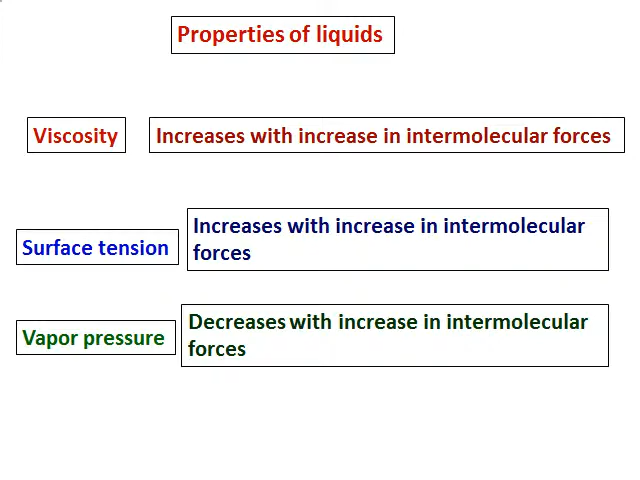 Properties of liquids
Viscosity
Increases with increase in intermolecular forces
Surface tension
Increases with increase in intermolecular
forces
Vapor pressure
Decreases with increase in intermolecular
forces